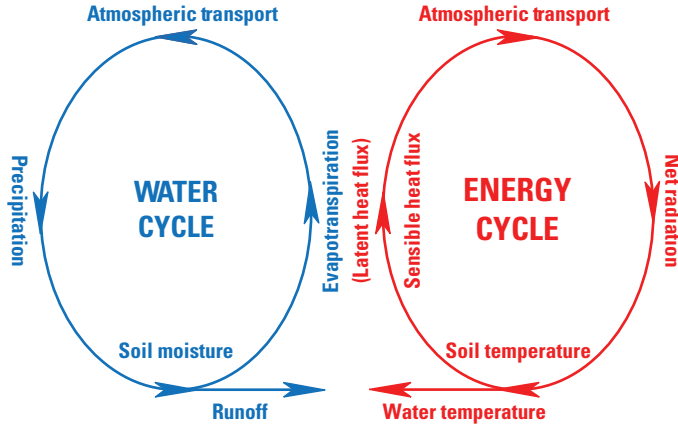 Atmospheric transport
Precipitation
WATER
CYCLE
Evapotranspiration
Soil moisture
Runoff
Atmospheric transport
(Latent heat flux)
Sensible heat flux
ENERGY
CYCLE
Net radiation
Soil temperature
Water temperature